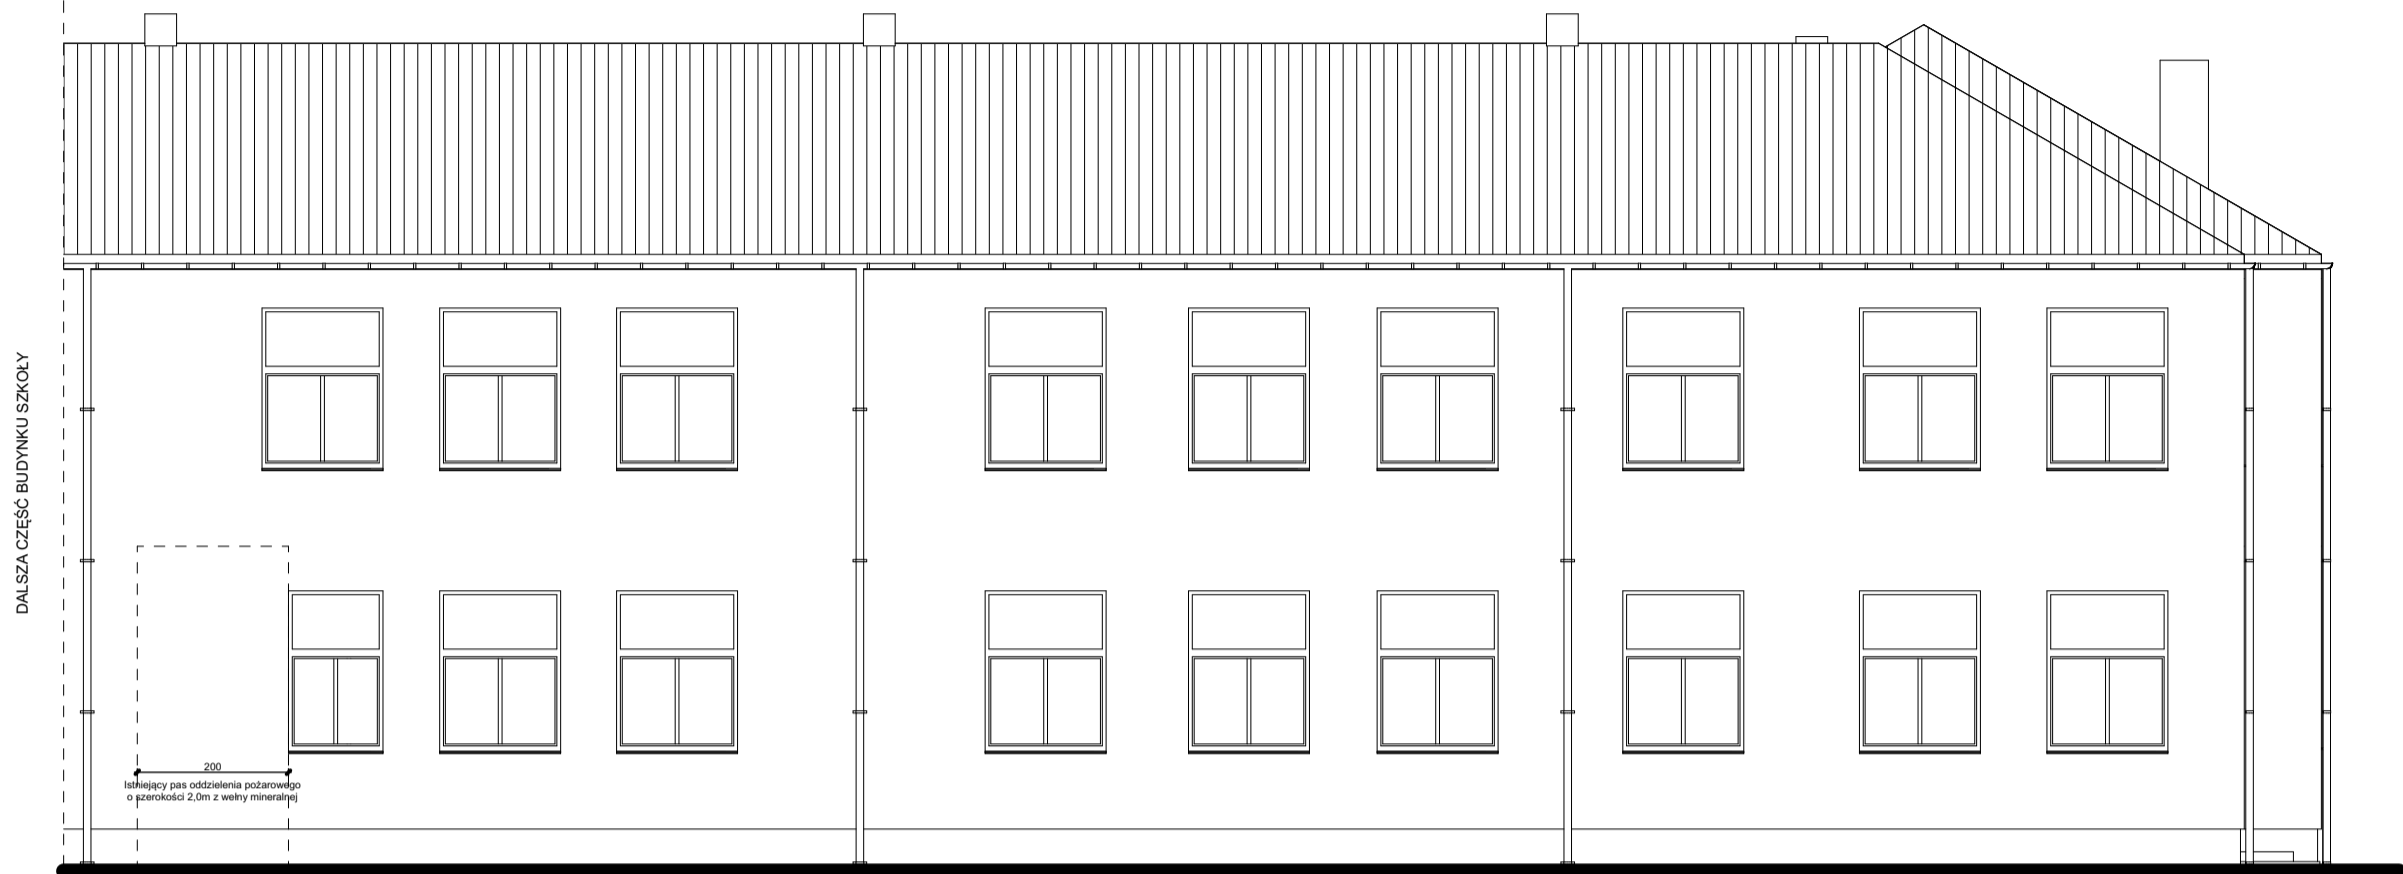 DALSZA CZĘŚĆ BUDYNKU SZKOŁY
200
Istniejący pas oddzielenia pożarowego
o szerokości 2,0m z wełny mineralnej